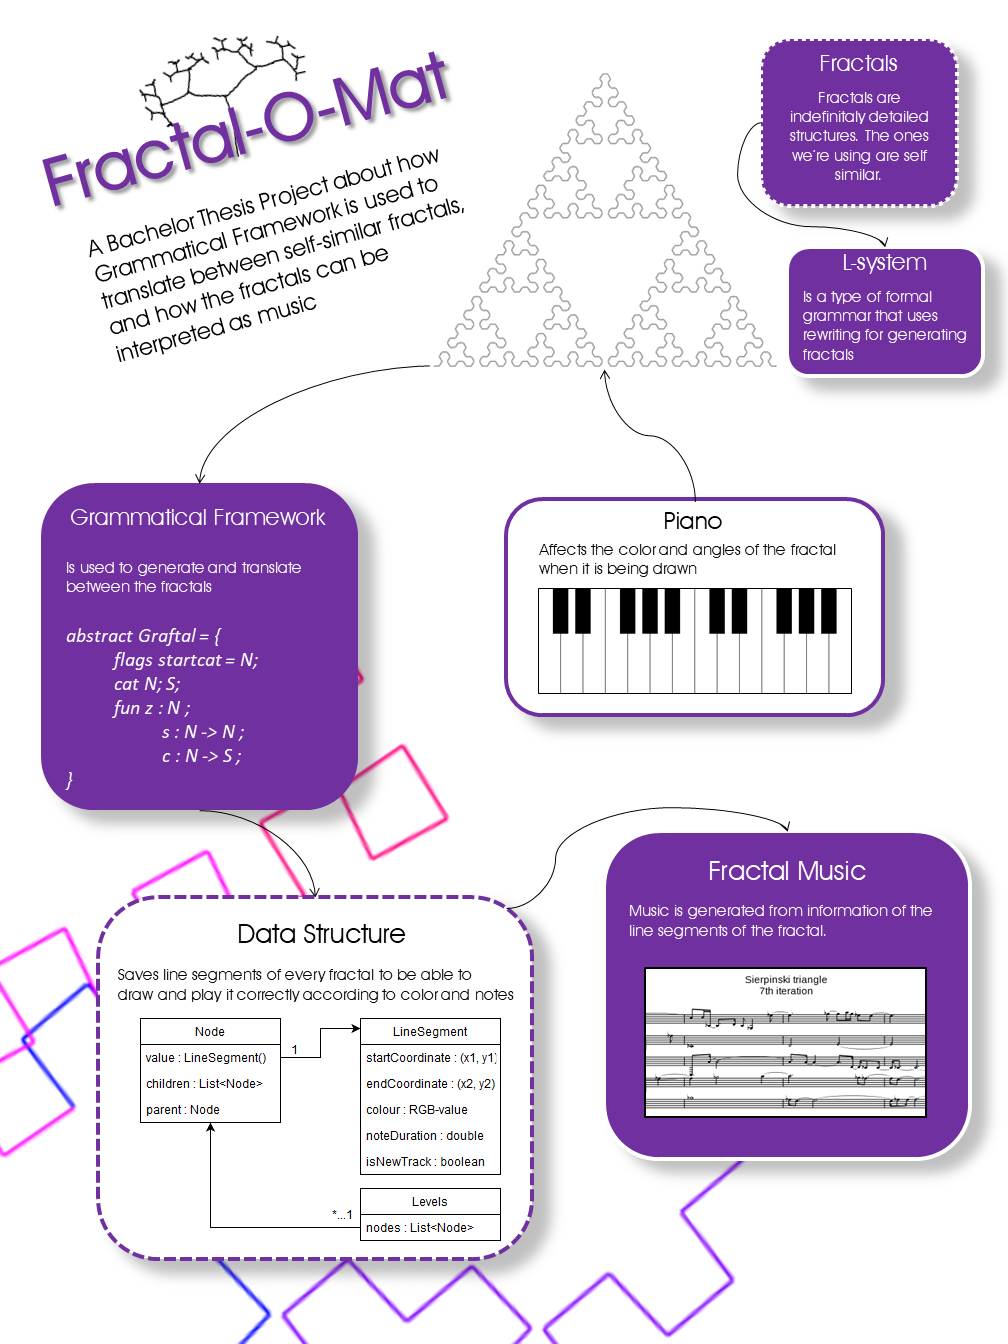 Fractal-O-Mat
A Bachelor Thesis Project about how
Grammatical Framework is used to
translate between self-similar fractals,
and how the fractals can be
interpreted as music
Fractals
Fractals are
indefinitaly detailed
structures. The ones
we're using are self
similar.
L-system
Is a type of formal
grammar that uses
rewriting for generating
fractals
Grammatical Framework
Is used to generate and translate
between the fractals
abstract Graftal = {
flags startcat = N;
cat N; S;
fun z : N ;
s : N -> N ;
c : N -> S ;
}
Piano
Affects the color and angles of the fractal
when it is being drawn
Data Structure
Saves line segments of every fractal to be able to
draw and play it correctly according to color and notes
Node
value : LineSegment()
children : List<Node>
parent : Node
1
LineSegment
startCoordinate : (x1, y1)
endCoordinate : (x2, y2)
colour : RGB-value
noteDuration : double
isNewTrack : boolean
*...1
Levels
nodes : List<Node>
Fractal Music
Music is generated from information of the
line segments of the fractal.
Sierpinski triangle
7th iteration